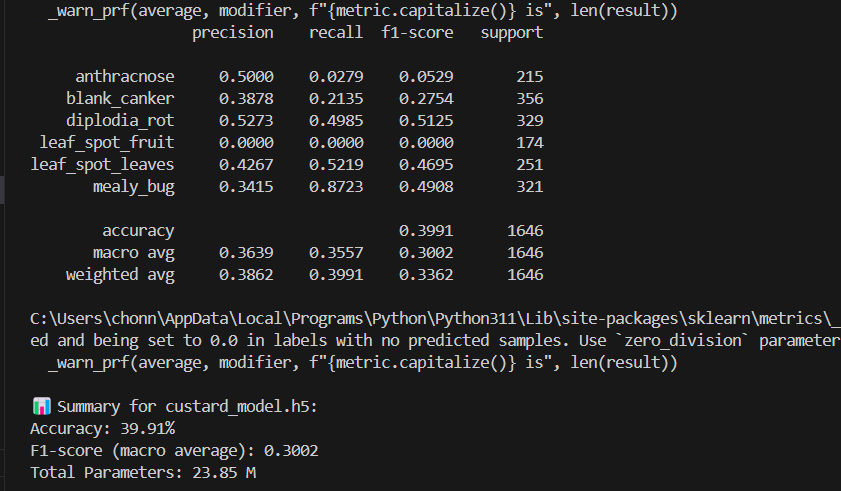 _warn_prf(average, modifier, f"{metric.capitalize()} is", len(result))
precision recall f1-score support
anthracnose 0.5000 0.0279 0.0529 215
blank_canker 0.3878 0.2135 0.2754 356
diplodia_rot 0.5273 0.4985 0.5125 329
leaf_spot_fruit 0.0000 0.0000 0.0000 174
leaf_spot_leaves 0.4267 0.5219 0.4695 251
mealy_bug 0.3415 0.8723 0.4908 321
accuracy 0.3991 1646
macro avg 0.3639 0.3557 0.3002 1646
weighted avg 0.3862 0.3991 0.3362 1646
C:\Users\chonn\AppData\Local\Programs\Python\Python311\Lib\site-packages\sklearn\metrics\_
ed and being set to 0.0 in labels with no predicted samples. Use `zero_division` parameter
_warn_prf(average, modifier, f"{metric.capitalize()} is", len(result))
📊 Summary for custard_model.h5:
Accuracy: 39.91%
F1-score (macro average): 0.3002
Total Parameters: 23.85 M